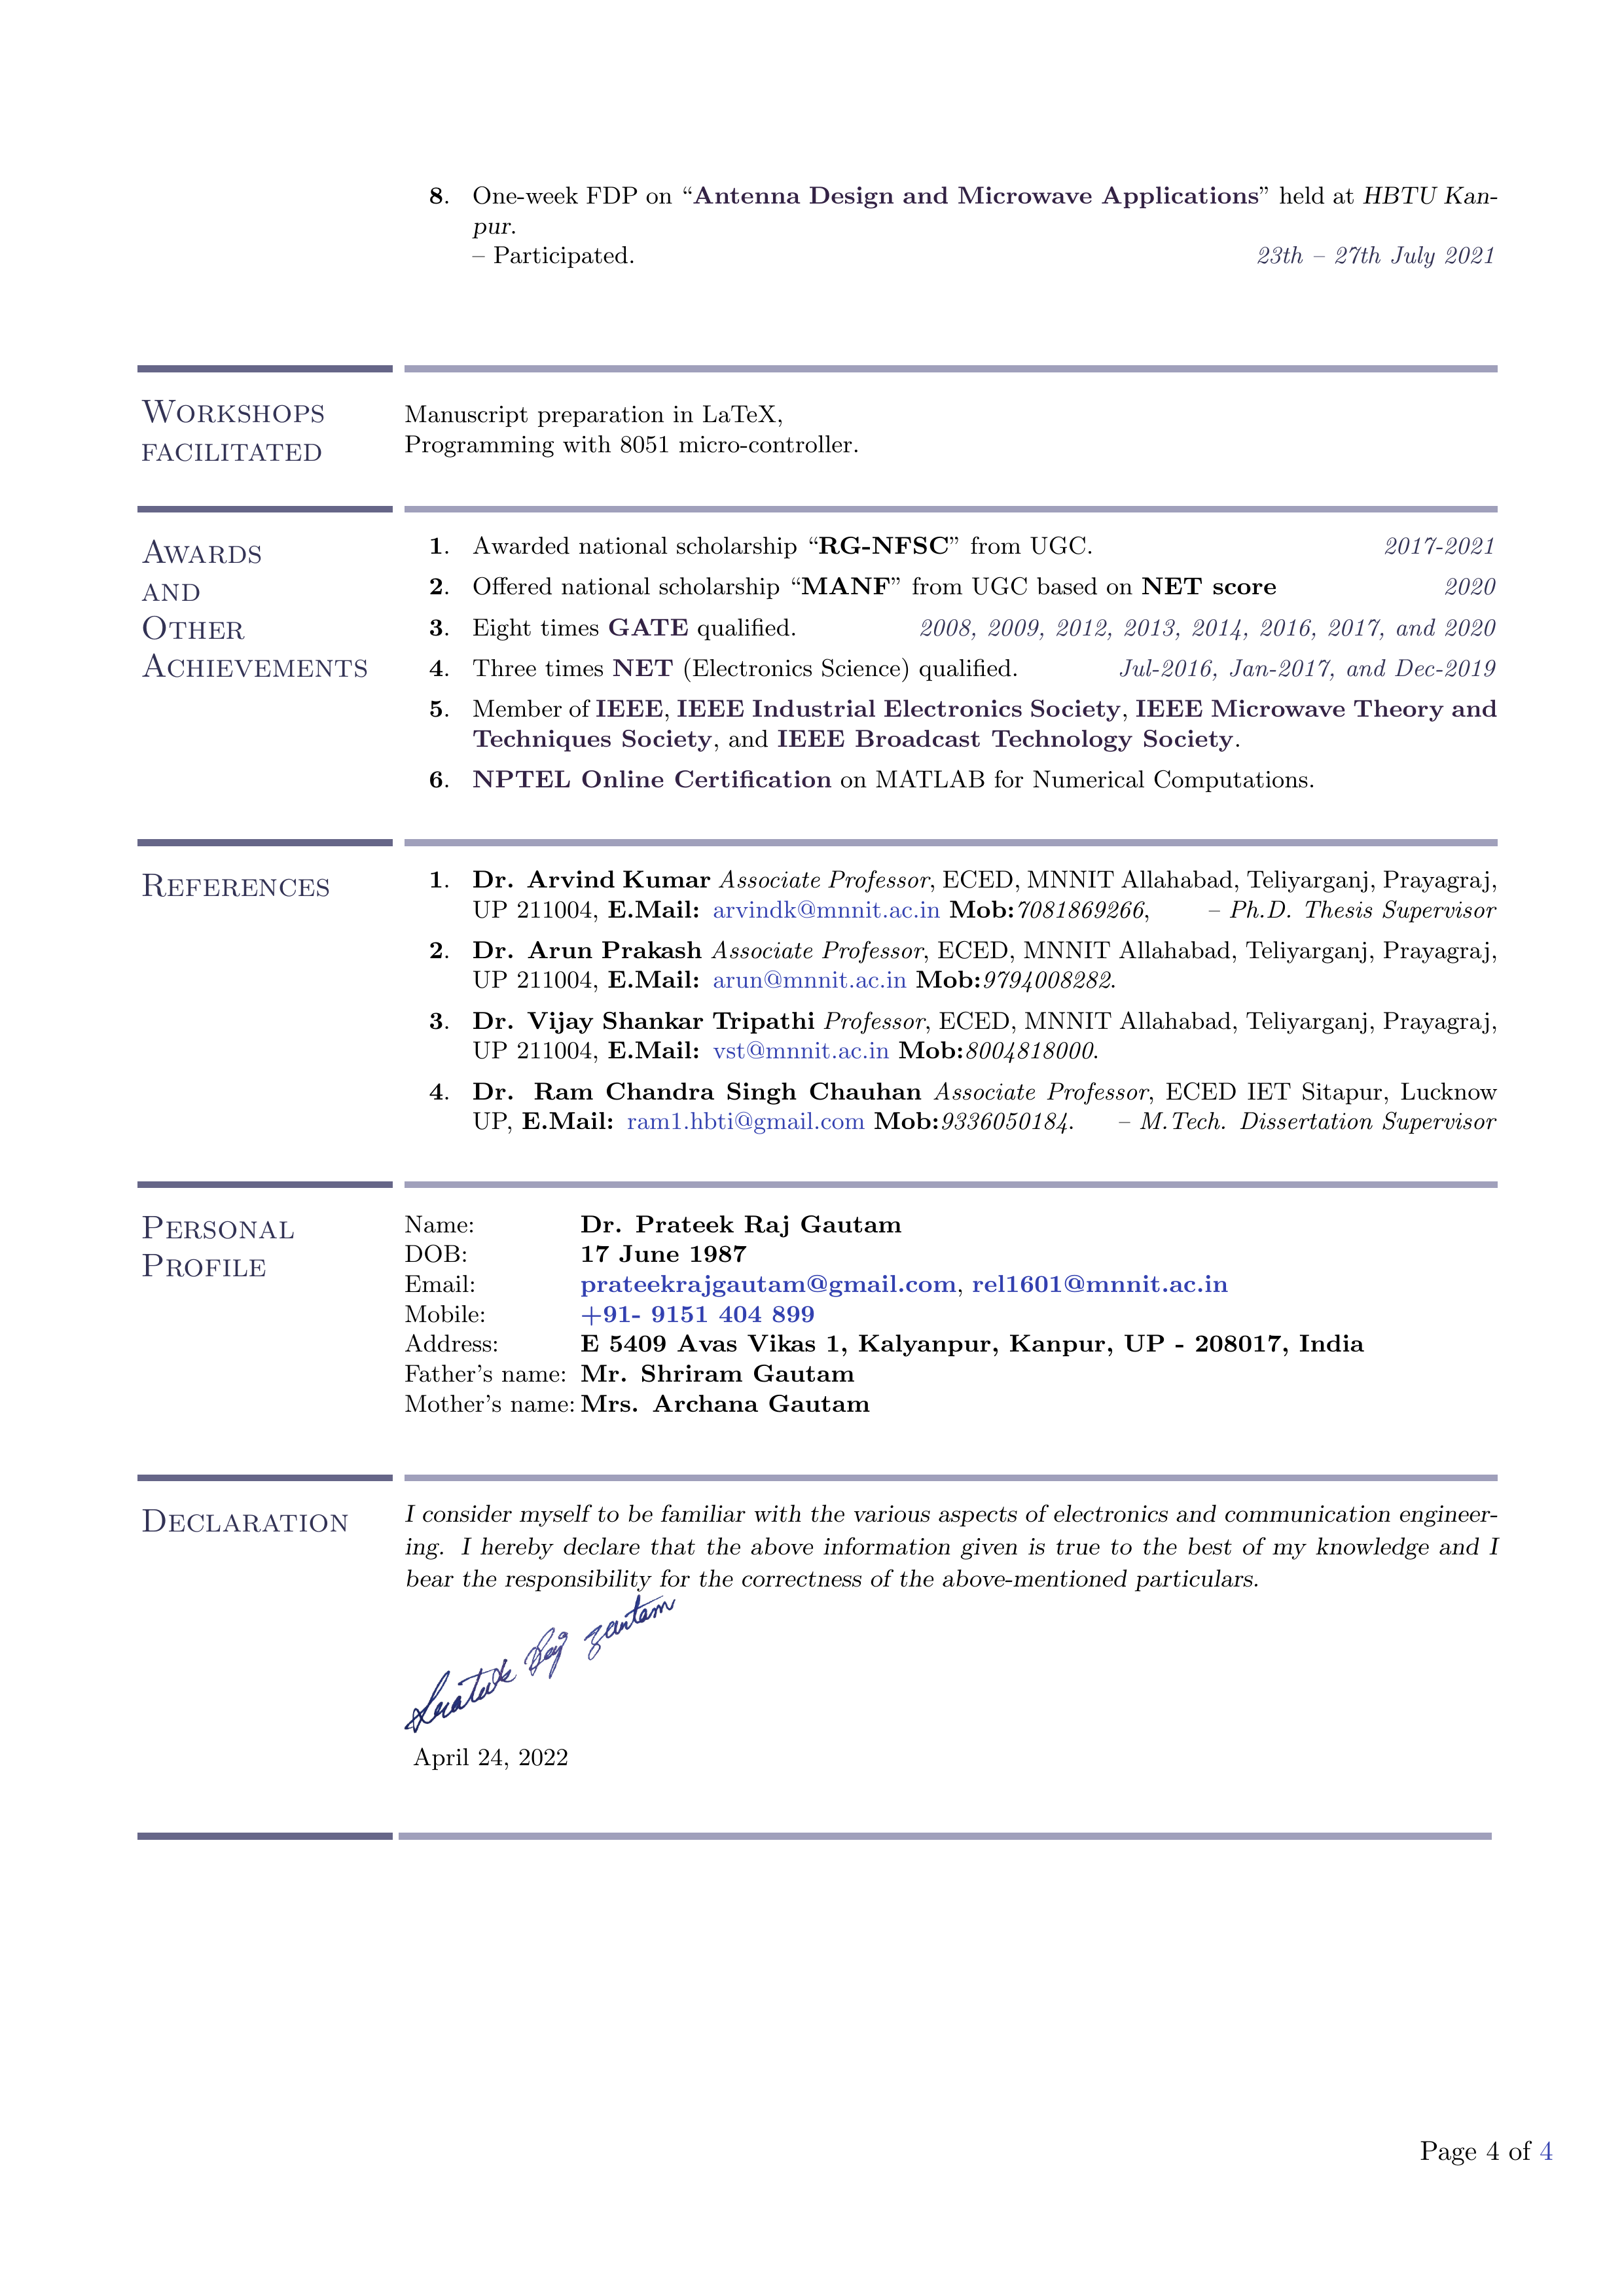 8. One-week FDP on “Antenna Design and Microwave Applications” held at HBTU Kan-
pur.
– Participated. 23th – 27th July 2021
Workshops
facilitated
Manuscript preparation in LaTeX,
Programming with 8051 micro-controller.
Awards
and
Other
Achievements
1. Awarded national scholarship “RG-NFSC” from UGC. 2017-2021
2. Offered national scholarship “MANF” from UGC based on NET score 2020
3. Eight times GATE qualified. 2008, 2009, 2012, 2013, 2014, 2016, 2017, and 2020
4. Three times NET (Electronics Science) qualified. Jul-2016, Jan-2017, and Dec-2019
5. Member of IEEE, IEEE Industrial Electronics Society, IEEE Microwave Theory and
Techniques Society, and IEEE Broadcast Technology Society.
6. NPTEL Online Certification on MATLAB for Numerical Computations.
References
1. Dr. Arvind Kumar Associate Professor, ECED, MNNIT Allahabad, Teliyarganj, Prayagraj,
UP 211004, E.Mail: arvindk@mnnit.ac.in Mob:7081869266, – Ph.D. Thesis Supervisor
2. Dr. Arun Prakash Associate Professor, ECED, MNNIT Allahabad, Teliyarganj, Prayagraj,
UP 211004, E.Mail: arun@mnnit.ac.in Mob:9794008282.
3. Dr. Vijay Shankar Tripathi Professor, ECED, MNNIT Allahabad, Teliyarganj, Prayagraj,
UP 211004, E.Mail: vst@mnnit.ac.in Mob:8004818000.
4. Dr. Ram Chandra Singh Chauhan Associate Professor, ECED IET Sitapur, Lucknow
UP, E.Mail: ram1.hbti@gmail.com Mob:9336050184. – M.Tech. Dissertation Supervisor
Personal
Profile
Name: Dr. Prateek Raj Gautam
DOB: 17 June 1987
Email: prateekrajgautam@gmail.com, rel1601@mnnit.ac.in
Mobile: +91- 9151 404 899
Address: E 5409 Avas Vikas 1, Kalyanpur, Kanpur, UP - 208017, India
Father's name: Mr. Shriram Gautam
Mother's name: Mrs. Archana Gautam
Declaration
I consider myself to be familiar with the various aspects of electronics and communication engineer-
ing. I hereby declare that the above information given is true to the best of my knowledge and I
bear the responsibility for the correctness of the above-mentioned particulars.
Prateek Raj Gautam
April 24, 2022
Page 4 of 4